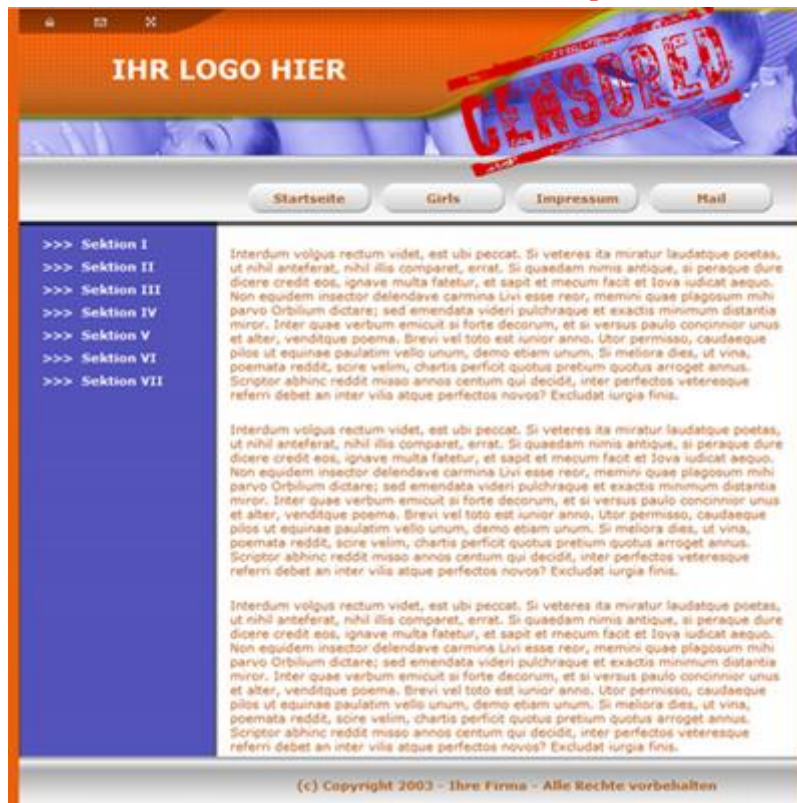 IHR LOGO HIER
CENSORED
Startseite
Girls
Impressum
Mail
>>> Sektion I
>>> Sektion II
>>> Sektion III
>>> Sektion IV
>>> Sektion V
>>> Sektion VI
>>> Sektion VII
Interdum volgus rectum videt, est ubi peccat. Si veteres ita miratur laudatque poetas,
ut nihil anteferat, nihil illis comparet, errat. Si quaedam nimis antique, si peraque dure
dicere credit eos, ignave multa fatetur, et sapit et mecum facit et Iova iudicat aequo.
Non equidem insector delendave carmina Livi esse reor, memini quae plagosum mihi
parvo Orbilium dictare; sed emendata videri pulchraque et exactis minimum distantia
miror. Inter quae verbum emicuit si forte decorum, et si versus paulo concinnior unus
et alter, venditque poema. Brevi vel toto est iunior anno. Utor permisso, caudaeque
pilos ut equinae paulatim vello unum, demo etiam unum. Si meliora dies, ut vina,
poemata reddit, scire velim, chartis perficit quotus pretium quotus arroget annus.
Scriptor abhinc reddit misso annos centum qui decidit, inter perfectos veteresque
referri debet an inter vilis atque perfectos novos? Excludat iurgia finis.
Interdum volgus rectum videt, est ubi peccat. Si veteres ita miratur laudatque poetas,
ut nihil anteferat, nihil illis comparet, errat. Si quaedam nimis antique, si peraque dure
dicere credit eos, ignave multa fatetur, et sapit et mecum facit et Iova iudicat aequo.
Non equidem insector delendave carmina Livi esse reor, memini quae plagosum mihi
parvo Orbilium dictare; sed emendata videri pulchraque et exactis minimum distantia
miror. Inter quae verbum emicuit si forte decorum, et si versus paulo concinnior unus
et alter, venditque poema. Brevi vel toto est iunior anno. Utor permisso, caudaeque
pilos ut equinae paulatim vello unum, demo etiam unum. Si meliora dies, ut vina,
poemata reddit, scire velim, chartis perficit quotus pretium quotus arroget annus.
Scriptor abhinc reddit misso annos centum qui decidit, inter perfectos veteresque
referri debet an inter vilis atque perfectos novos? Excludat iurgia finis.
Interdum volgus rectum videt, est ubi peccat. Si veteres ita miratur laudatque poetas,
ut nihil anteferat, nihil illis comparet, errat. Si quaedam nimis antique, si peraque dure
dicere credit eos, ignave multa fatetur, et sapit et mecum facit et Iova iudicat aequo.
Non equidem insector delendave carmina Livi esse reor, memini quae plagosum mihi
parvo Orbilium dictare; sed emendata videri pulchraque et exactis minimum distantia
miror. Inter quae verbum emicuit si forte decorum, et si versus paulo concinnior unus
et alter, venditque poema. Brevi vel toto est iunior anno. Utor permisso, caudaeque
pilos ut equinae paulatim vello unum, demo etiam unum. Si meliora dies, ut vina,
poemata reddit, scire velim, chartis perficit quotus pretium quotus arroget annus.
Scriptor abhinc reddit misso annos centum qui decidit, inter perfectos veteresque
referri debet an inter vilis atque perfectos novos? Excludat iurgia finis.
(c) Copyright 2003 - Ihre Firma - Alle Rechte vorbehalten